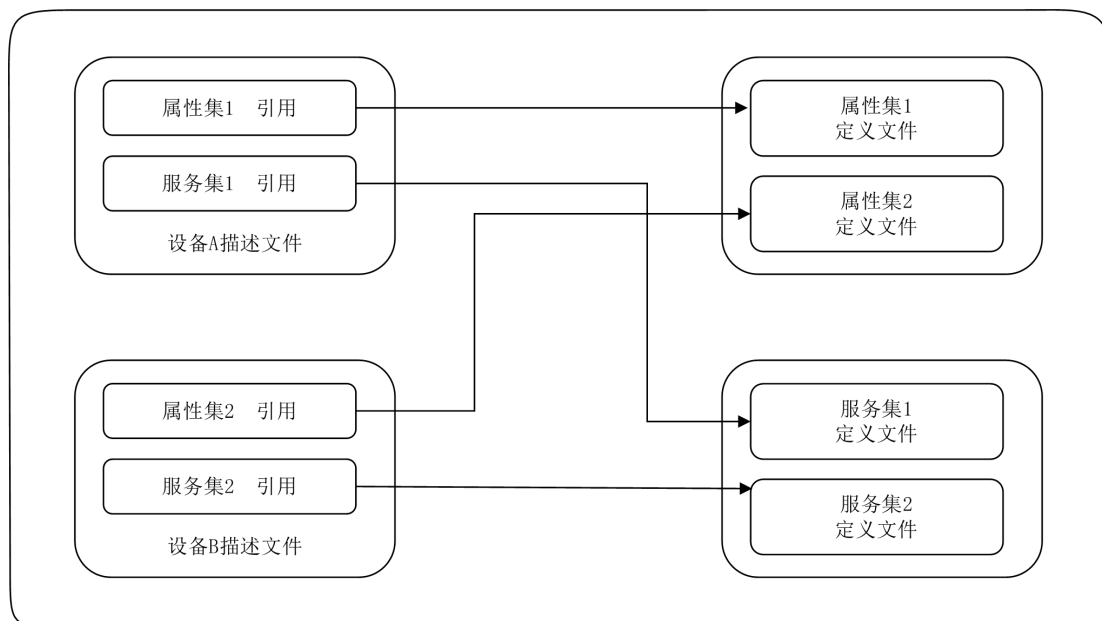 属性集1 引用
服务集1 引用
设备A描述文件
属性集1
定义文件
属性集2
定义文件
属性集2 引用
服务集2 引用
设备B描述文件
服务集1
定义文件
服务集2
定义文件